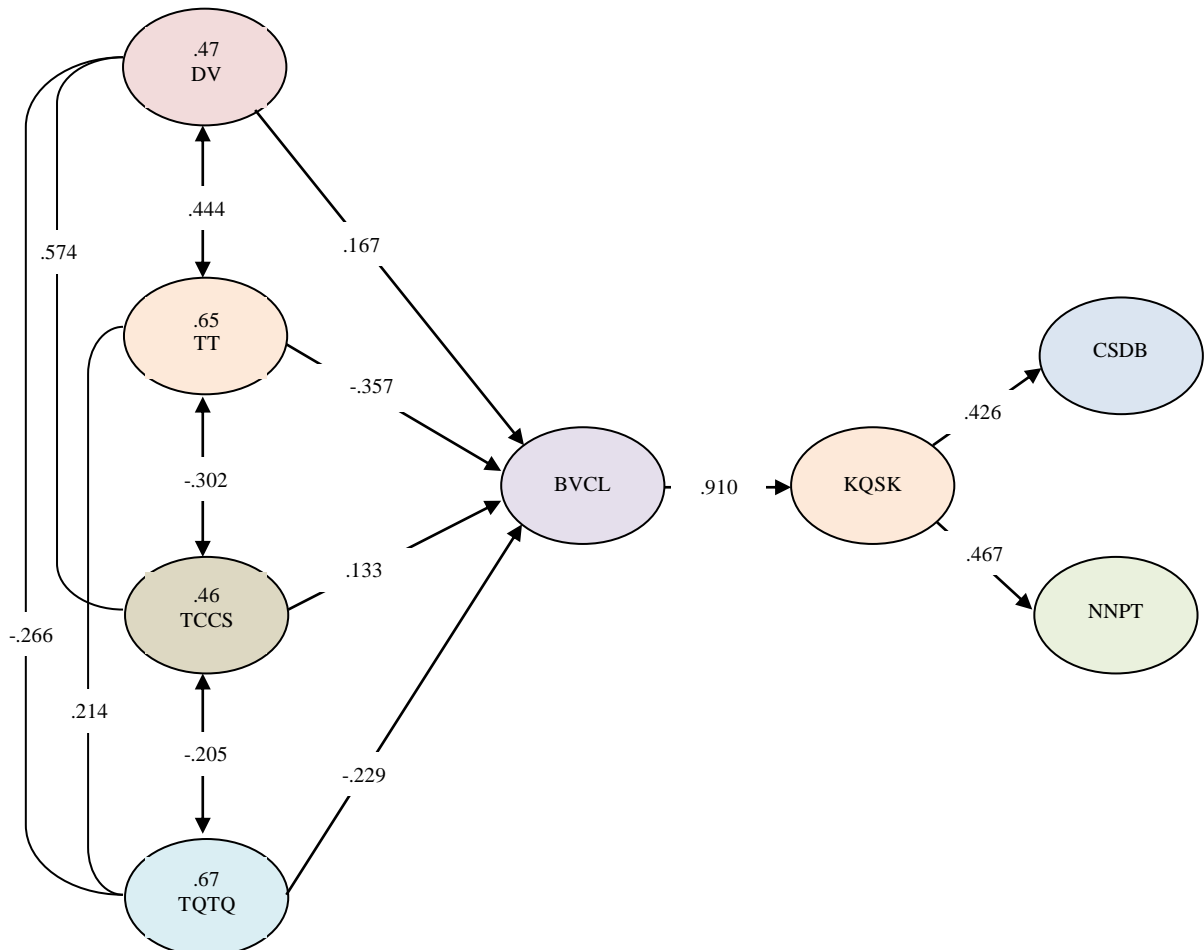 .47
DV
.444
.574
.167
.65
TT
-.357
CSDB
.426
-.302
BVCL
.910
KQSK
.467
.133
.46
TCCS
NNPT
-.266
.214
-.205
-.229
.67
TQTQ